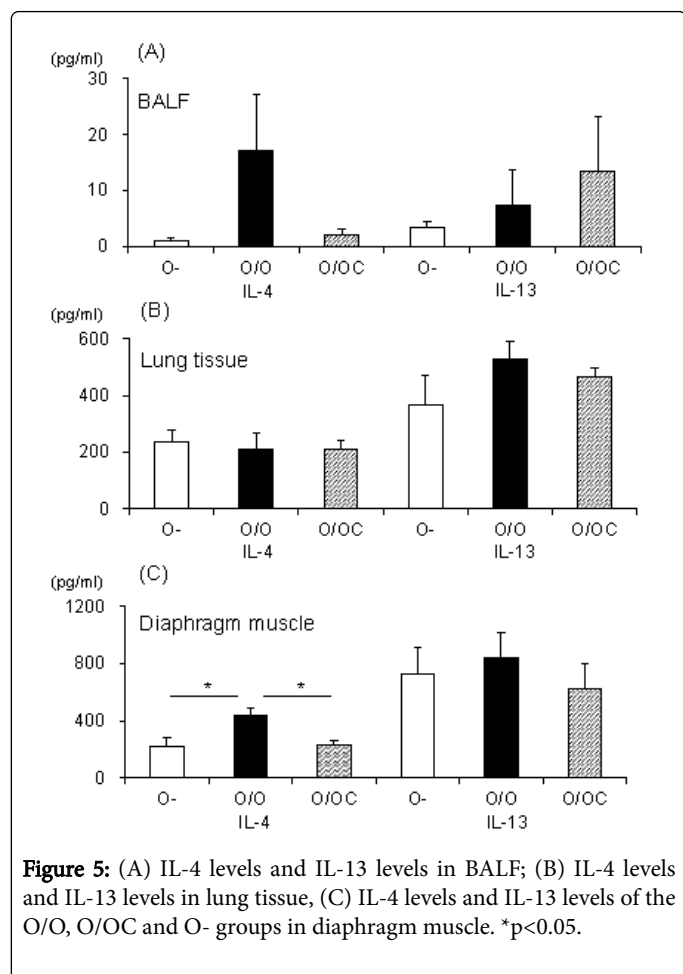 (pg/ml) (A)
30
BALF
20
10
0
O- O/O O/OC O- O/O O/OC
IL-4 IL-13
(pg/ml) (B)
600
Lung tissue
400
200
0
O- O/O O/OC O- O/O O/OC
IL-4 IL-13
(pg/ml) (C)
1200
Diaphragm muscle
800
* *
400
0
O- O/O O/OC O- O/O O/OC
IL-4 IL-13
Figure 5: (A) IL-4 levels and IL-13 levels in BALF; (B) IL-4 levels
and IL-13 levels in lung tissue, (C) IL-4 levels and IL-13 levels of the
O/O, O/OC and O- groups in diaphragm muscle. *p<0.05.